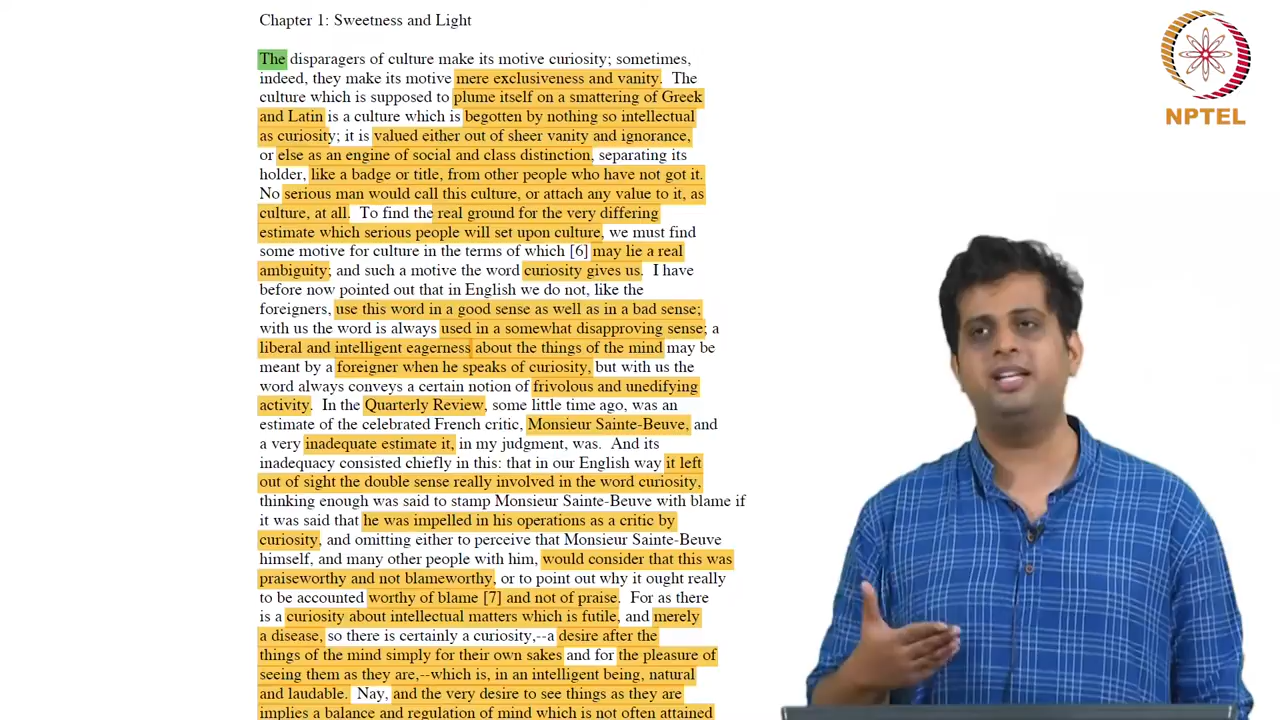 Chapter 1: Sweetness and Light
The disparagers of culture make its motive curiosity; sometimes,
indeed, they make its motive mere exclusiveness and vanity. The
culture which is supposed to plume itself on a smattering of Greek
and Latin is a culture which is begotten by nothing so intellectual
as curiosity; it is valued either out of sheer vanity and ignorance,
or else as an engine of social and class distinction, separating its
holder, like a badge or title, from other people who have not got it.
No serious man would call this culture, or attach any value to it, as
culture, at all. To find the real ground for the very differing
estimate which serious people will set upon culture, we must find
some motive for culture in the terms of which [6] may lie a real
ambiguity; and such a motive the word curiosity gives us. I have
before now pointed out that in English we do not, like the
foreigners, use this word in a good sense as well as in a bad sense;
with us the word is always used in a somewhat disapproving sense; a
liberal and intelligent eagerness about the things of the mind may be
meant by a foreigner when he speaks of curiosity, but with us the
word always conveys a certain notion of frivolous and unedifying
activity. In the Quarterly Review, some little time ago, was an
estimate of the celebrated French critic, Monsieur Sainte-Beuve, and
a very inadequate estimate it, in my judgment, was. And its
inadequacy consisted chiefly in this: that in our English way it left
out of sight the double sense really involved in the word curiosity,
thinking enough was said to stamp Monsieur Sainte-Beuve with blame if
it was said that he was impelled in his operations as a critic by
curiosity, and omitting either to perceive that Monsieur Sainte-Beuve
himself, and many other people with him, would consider that this was
praiseworthy and not blameworthy, or to point out why it ought really
to be accounted worthy of blame [7] and not of praise. For as there
is a curiosity about intellectual matters which is futile, and merely
a disease, so there is certainly a curiosity,--a desire after the
things of the mind simply for their own sakes and for the pleasure of
seeing them as they are,--which is, in an intelligent being, natural
and laudable. Nay, and the very desire to see things as they are
implies a balance and regulation of mind which is not often attained
NPTEL